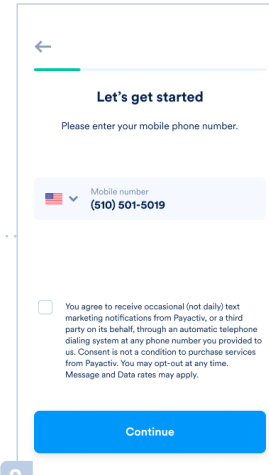 Let's get started
Please enter your mobile phone number.
Mobile number
(510) 501-5019
You agree to receive occasional (not daily) text
marketing notifications from Payactiv, or a third
party on its behalf, through an automatic telephone
dialing system at any phone number you provided to
us. Consent is not a condition to purchase services
from Payactiv. You may opt-out at any time.
Message and Data rates may apply.
Continue